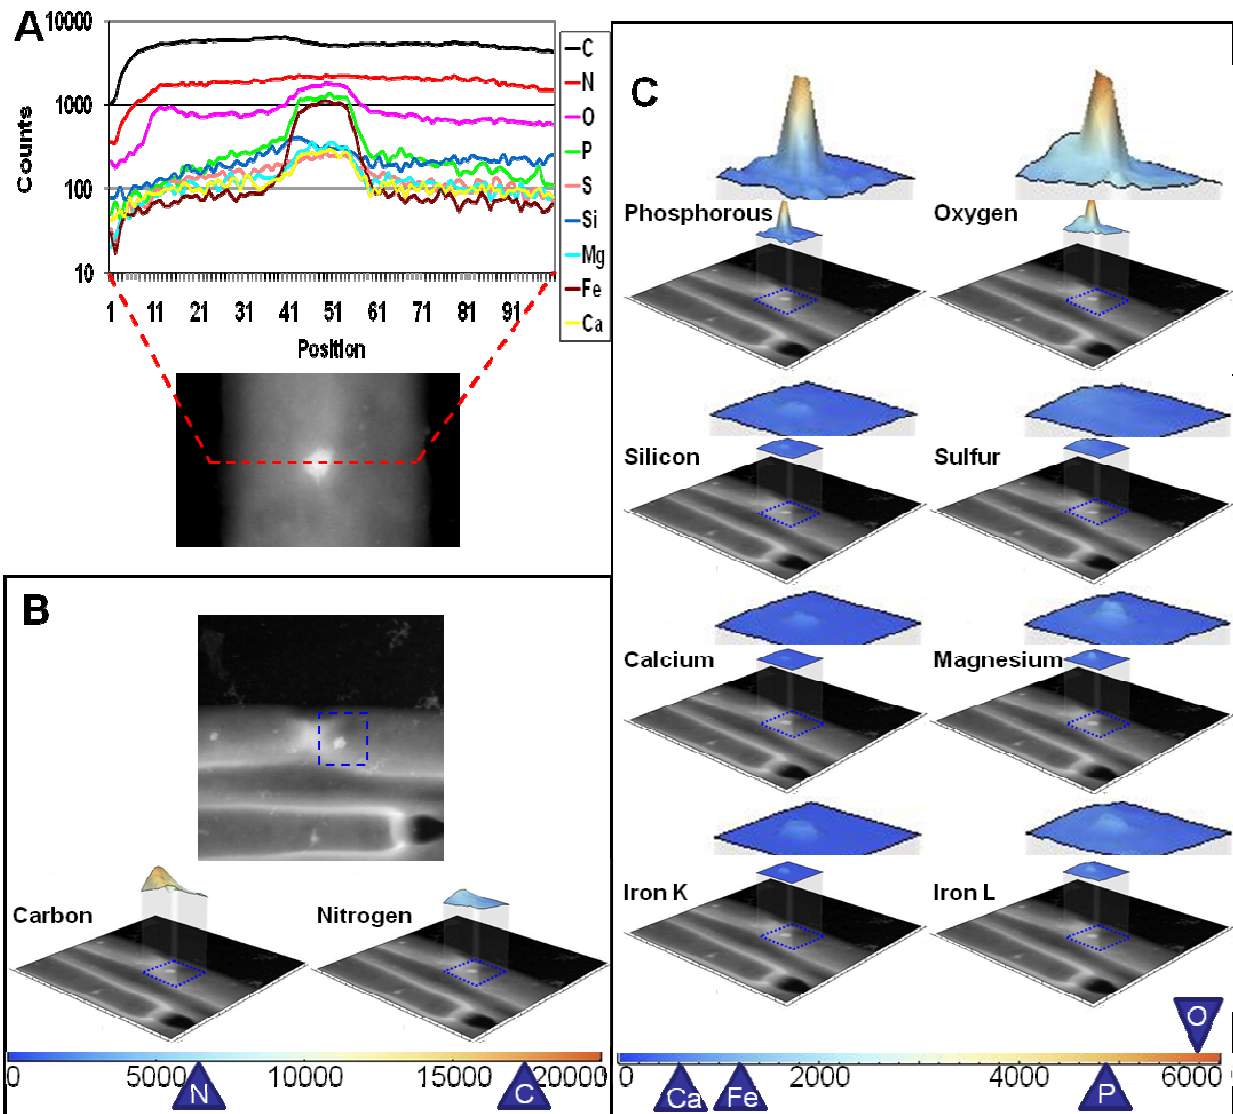 A
10000
1000
100
10
Counts
1 11 21 31 41 51 61 71 81 91
Position
C
N
O
P
S
Si
Mg
Fe
Ca
B
Carbon
Nitrogen
0 5000 10000 15000 20000
N C
C
Phosphorous
Oxygen
Silicon
Sulfur
Calcium
Magnesium
Iron K
Iron L
O
0 2000 4000 6000
Ca Fe P